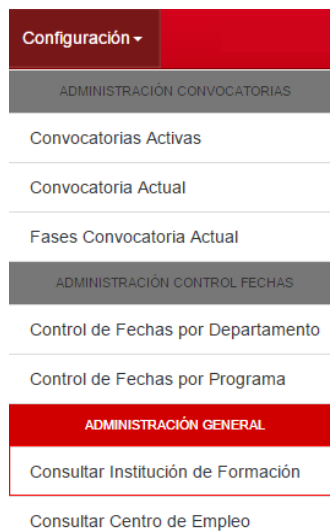 Configuración
ADMINISTRACIÓN CONVOCATORIAS
Convocatorias Activas
Convocatoria Actual
Fases Convocatoria Actual
ADMINISTRACIÓN CONTROL FECHAS
Control de Fechas por Departamento
Control de Fechas por Programa
ADMINISTRACIÓN GENERAL
Consultar Institución de Formación
Consultar Centro de Empleo